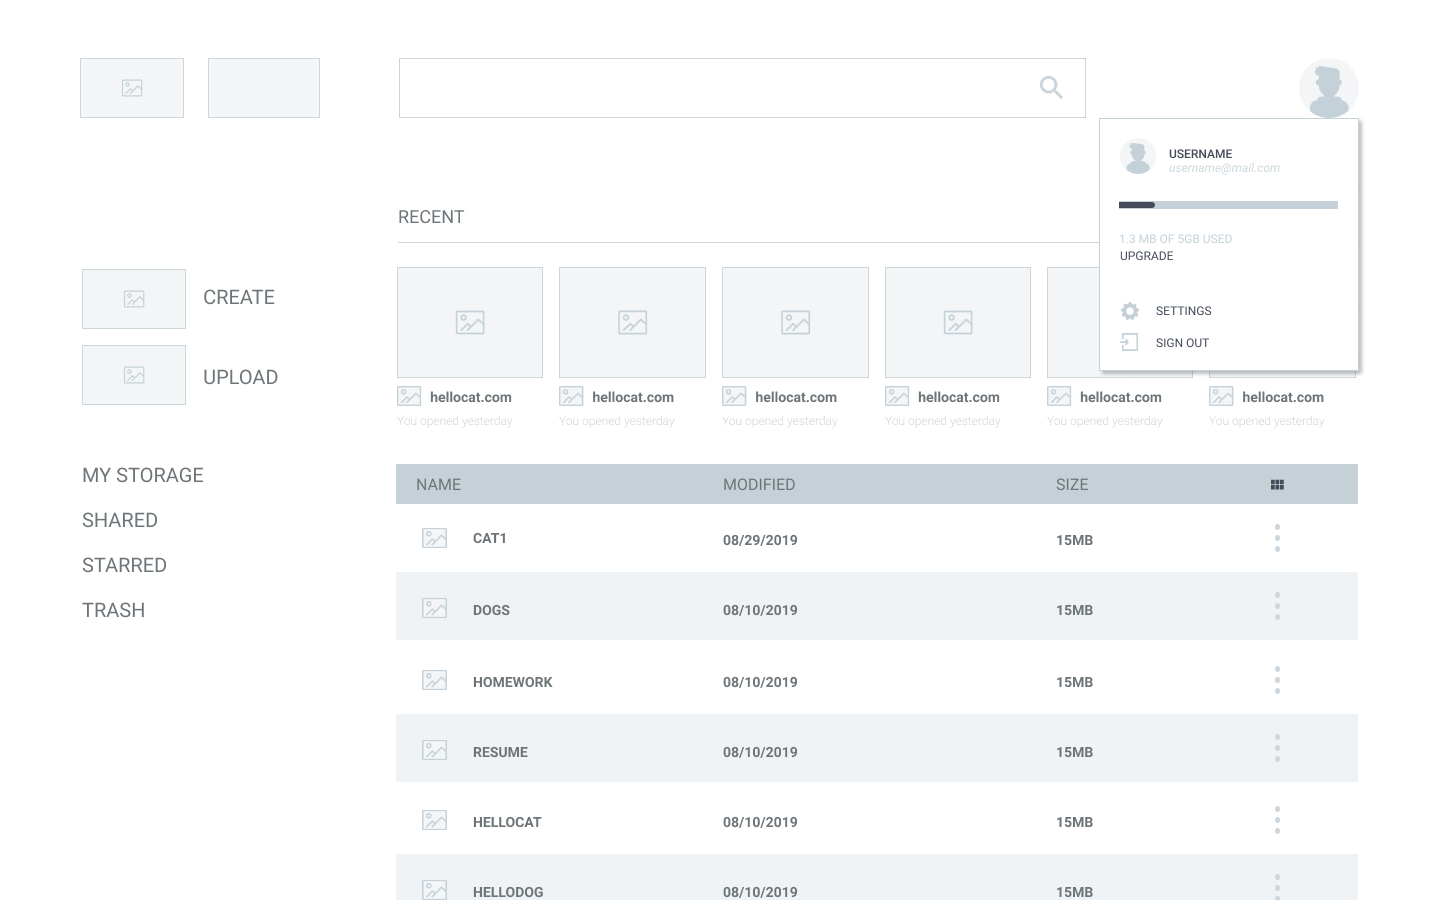 USERNAME
username@mail.com
1.3 MB OF 5GB USED
UPGRADE
SETTINGS
SIGN OUT
RECENT
CREATE
UPLOAD
hellocat.com hellocat.com hellocat.com hellocat.com hellocat.com hellocat.com
You opened yesterday You opened yesterday You opened yesterday You opened yesterday You opened yesterday You opened yesterday
MY STORAGE
SHARED
STARRED
TRASH
NAME MODIFIED SIZE
CAT1 08/29/2019 15MB
DOGS 08/10/2019 15MB
HOMEWORK 08/10/2019 15MB
RESUME 08/10/2019 15MB
HELLOCAT 08/10/2019 15MB
HELLODOG 08/10/2019 15MB